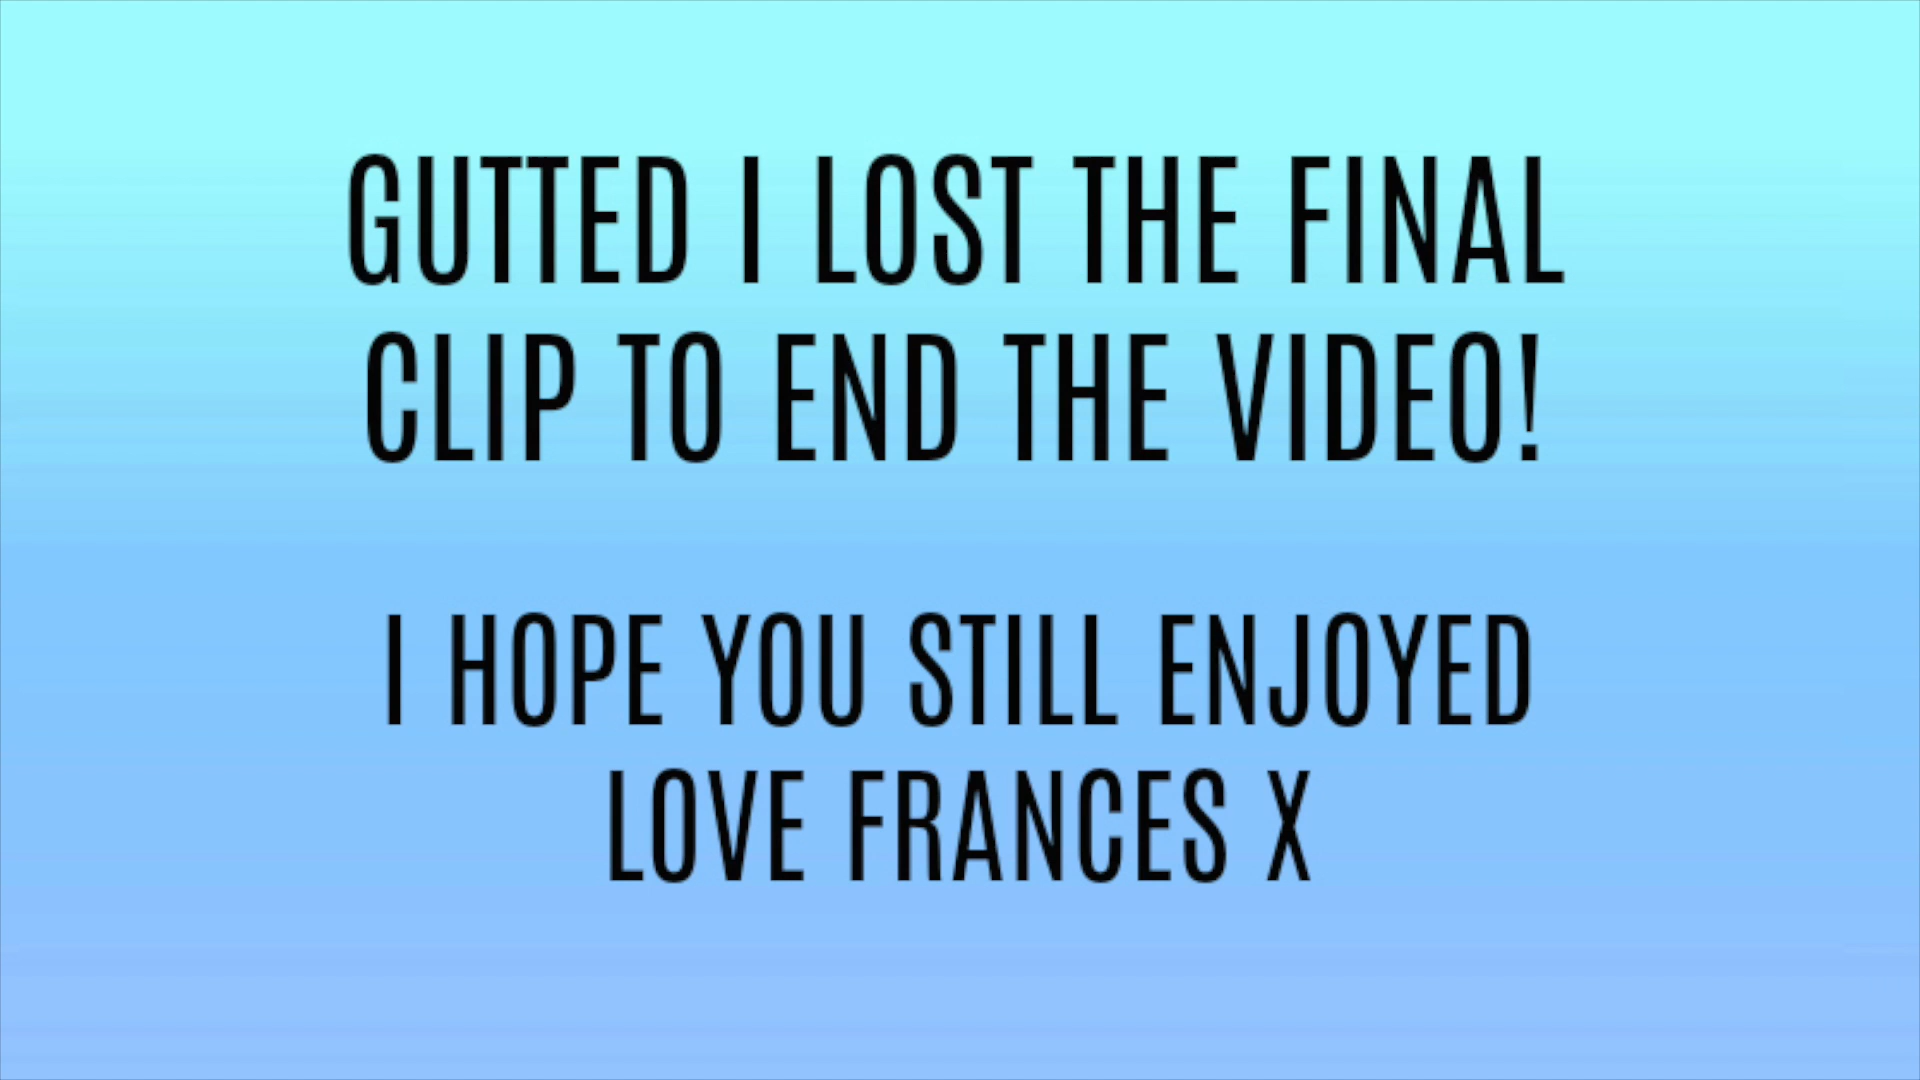 GUTTED I LOST THE FINAL
CLIP TO END THE VIDEO!
I HOPE YOU STILL ENJOYED
LOVE FRANCES X